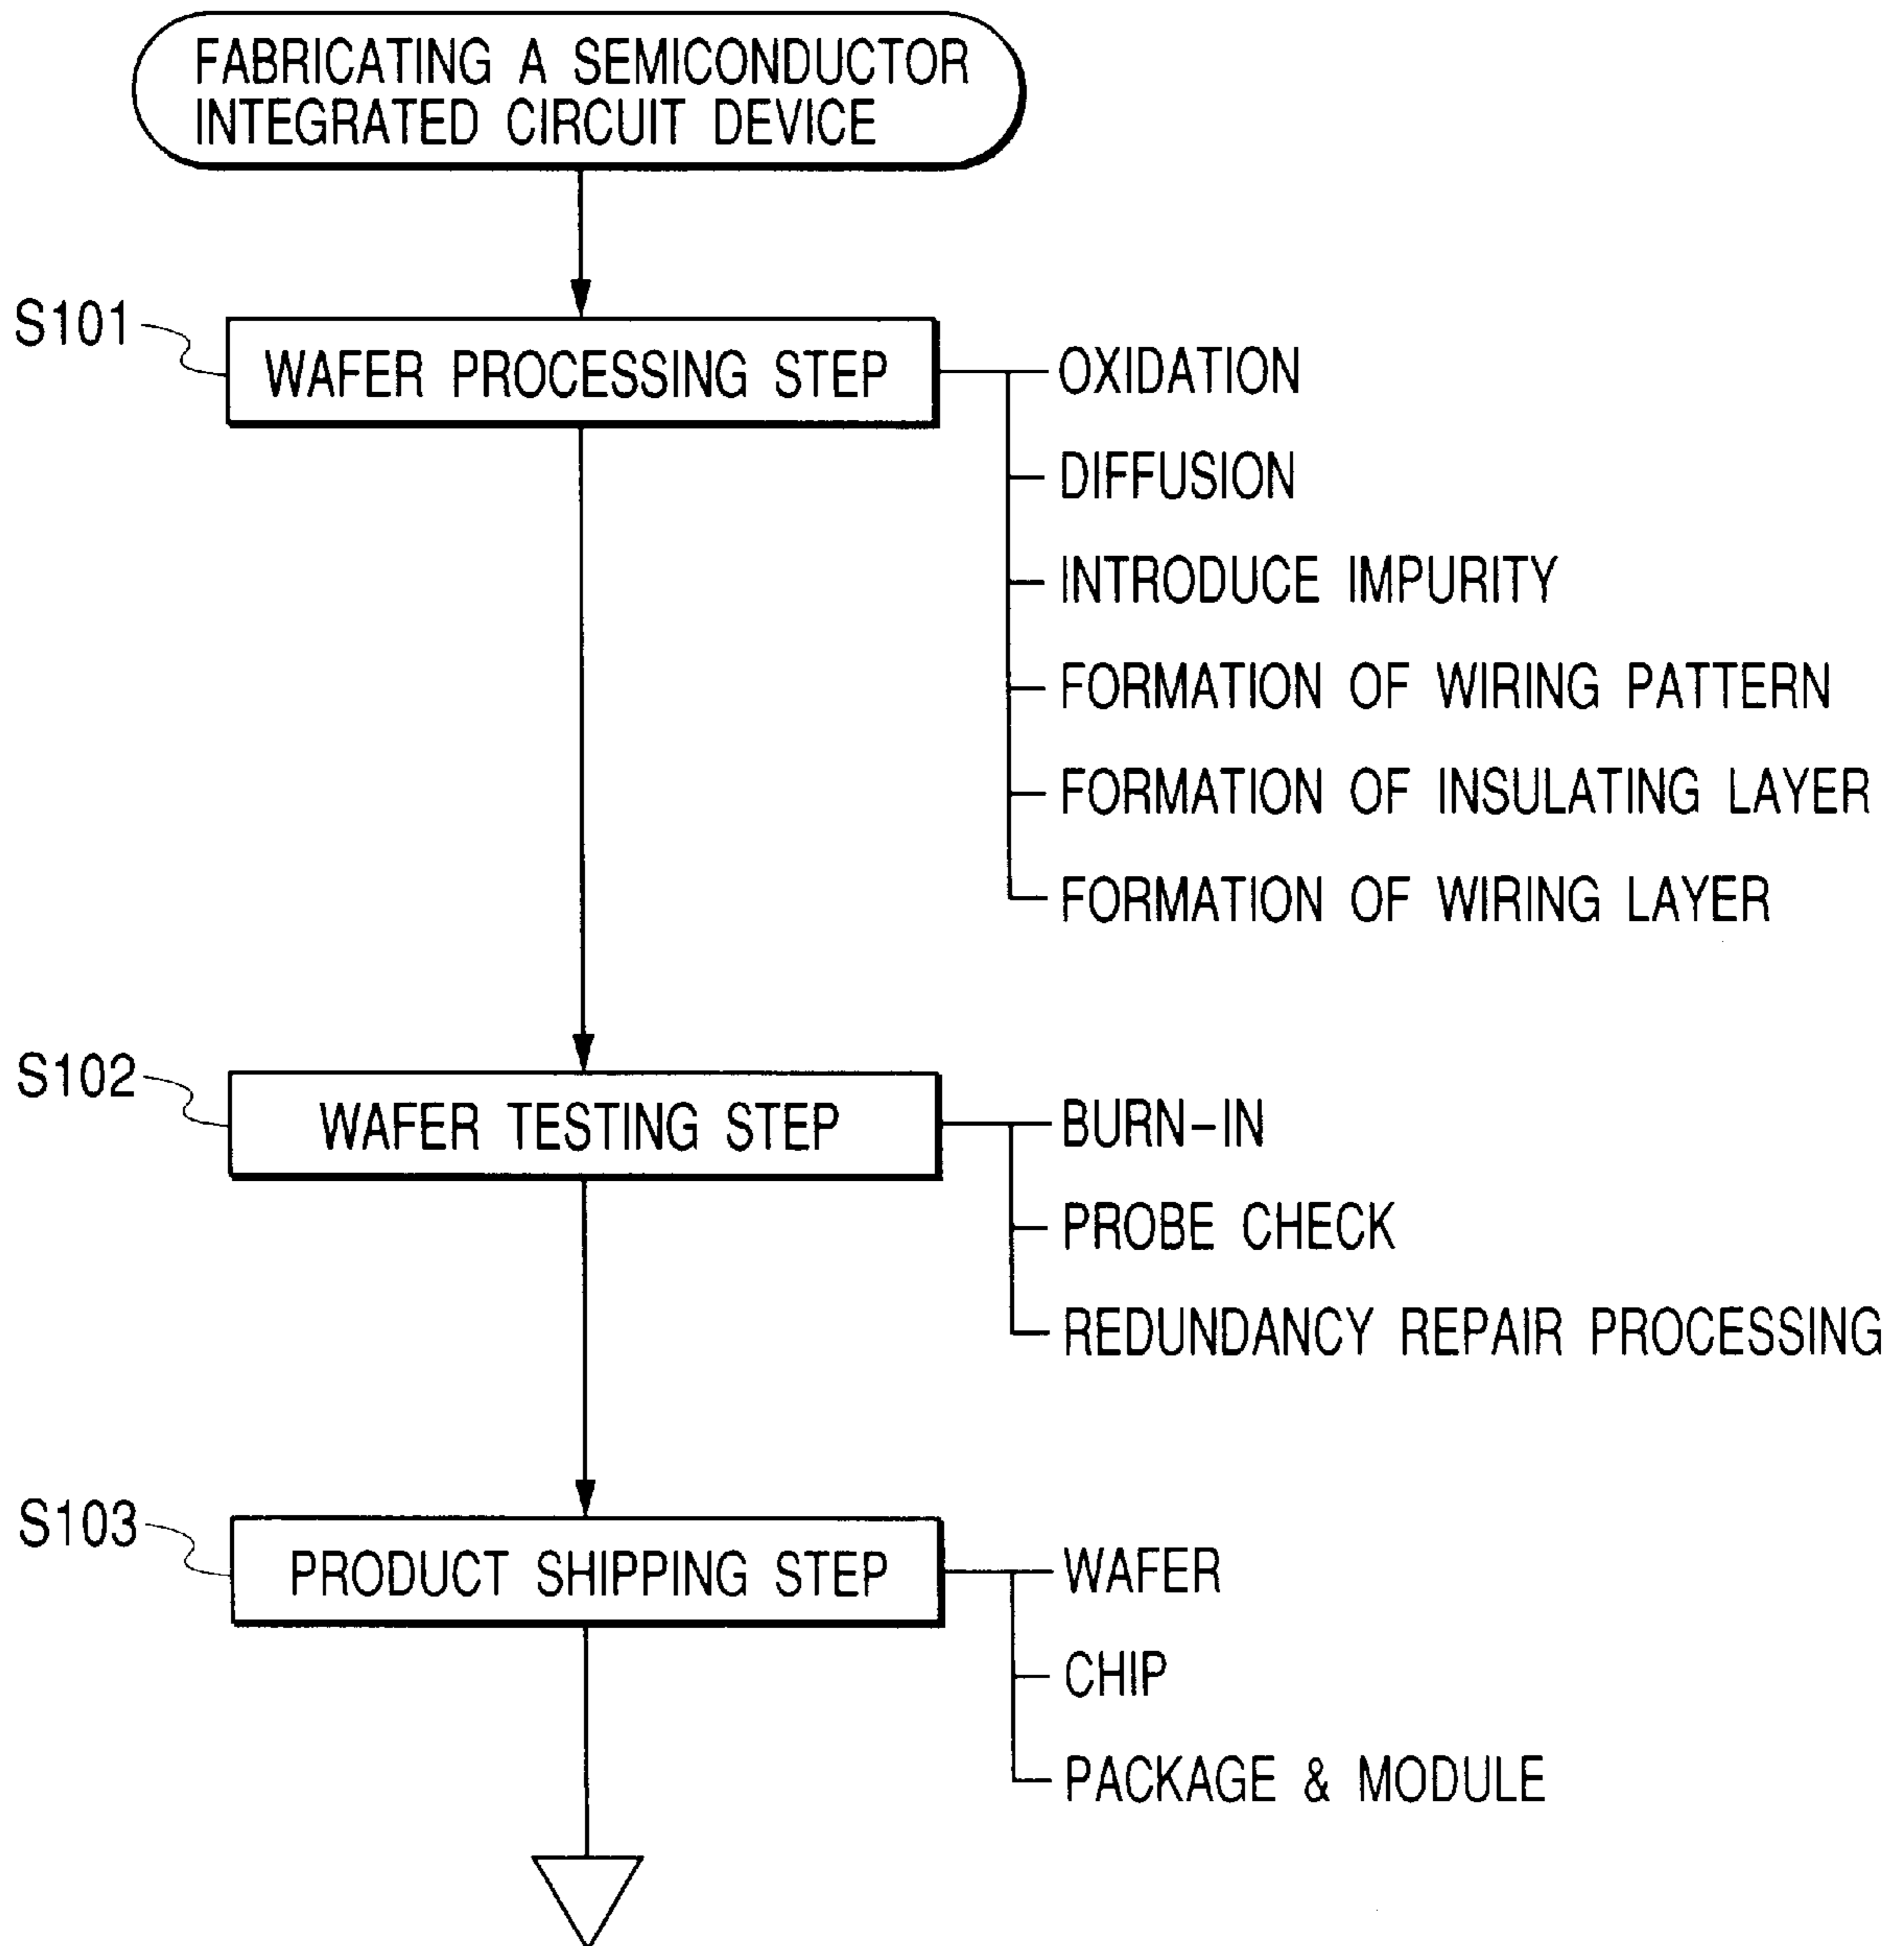 FABRICATING A SEMICONDUCTOR
INTEGRATED CIRCUIT DEVICE
S101
WAFER PROCESSING STEP
OXIDATION
DIFFUSION
INTRODUCE IMPURITY
FORMATION OF WIRING PATTERN
FORMATION OF INSULATING LAYER
FORMATION OF WIRING LAYER
S102
WAFER TESTING STEP
BURN-IN
PROBE CHECK
REDUNDANCY REPAIR PROCESSING
S103
PRODUCT SHIPPING STEP
WAFER
CHIP
PACKAGE & MODULE